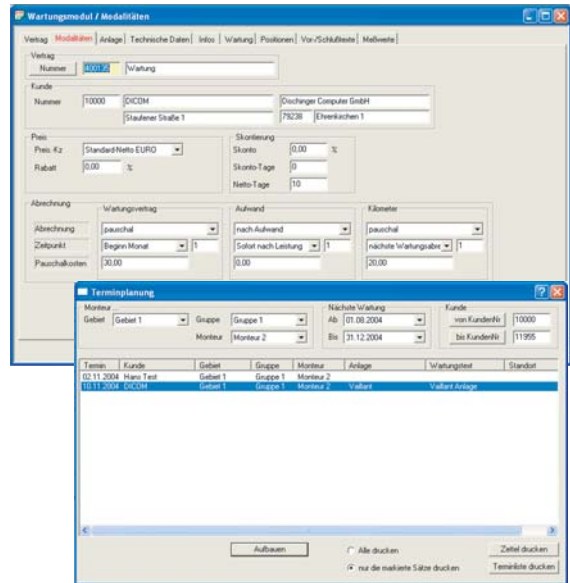 Wartungsmodul / Modalitäten
Vertrag Modalitäten Anlage Technische Daten Infos Wartung Positionen Vor-/Schlußtexte Meßwerte
Vertrag
Nummer 400135 Wartung
Kunde
Nummer 10000 DICOM Dischinger Computer GmbH
Staufener Straße 1 79238 Ehrenkirchen 1
Preis Skontierung
Preis. Kz Standard-Netto EURO Skonto 0,00 %
Rabatt 0,00 % Skonto-Tage 0
Netto-Tage 10
Abrechnung Wartungsvertrag Aufwand Kilometer
Abrechnung pauschal nach Aufwand pauschal
Zeitpunkt Beginn Monat 1 Sofort nach Leistung 1 nächste Wartungsabre 1
Pauschalkosten 30,00 0,00 20,00
Terminplanung
Monteur ... Nächste Wartung Kunde
Gebiet Gebiet 1 Gruppe Gruppe 1 Ab 01.08.2004 von KundenNr 10000
Monteur Monteur 2 Bis 31.12.2004 bis KundenNr 11955
Termin Kunde Gebiet Gruppe Monteur Anlage Wartungstext Standort
02.11.2004 Hans Test Gebiet 1 Gruppe 1 Monteur 2
10.11.2004 DICOM Gebiet 1 Gruppe 1 Monteur 2 Vaillant Vaillant Anlage
Aufbauen Alle drucken Zettel drucken
nur die markierte Sätze drucken Terminliste drucken